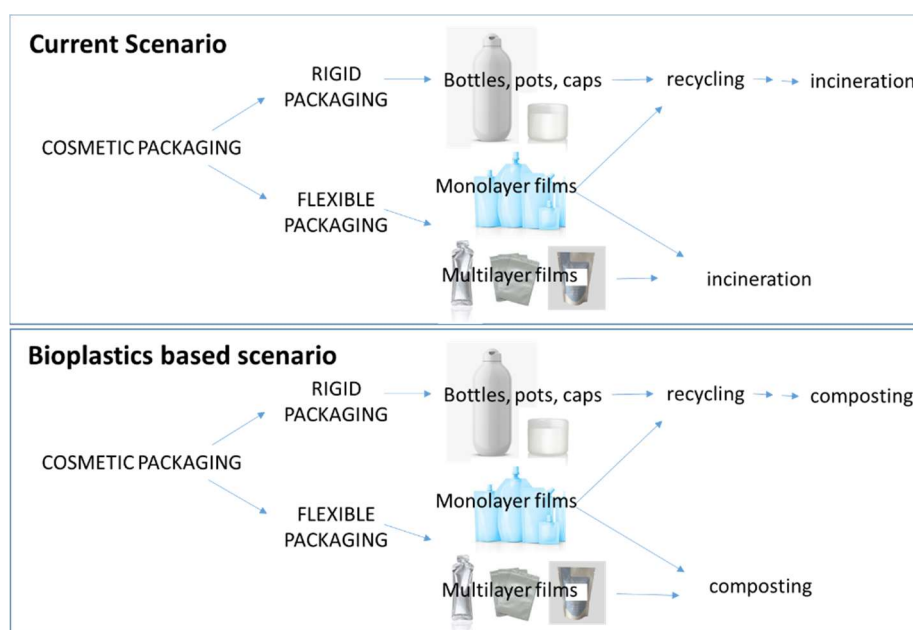 Current Scenario
RIGID
PACKAGING
Bottles, pots, caps
recycling
incineration
COSMETIC PACKAGING
Monolayer films
FLEXIBLE
PACKAGING
Multilayer films
incineration
Bioplastics based scenario
RIGID
PACKAGING
Bottles, pots, caps
recycling
composting
COSMETIC PACKAGING
Monolayer films
FLEXIBLE
PACKAGING
Multilayer films
composting